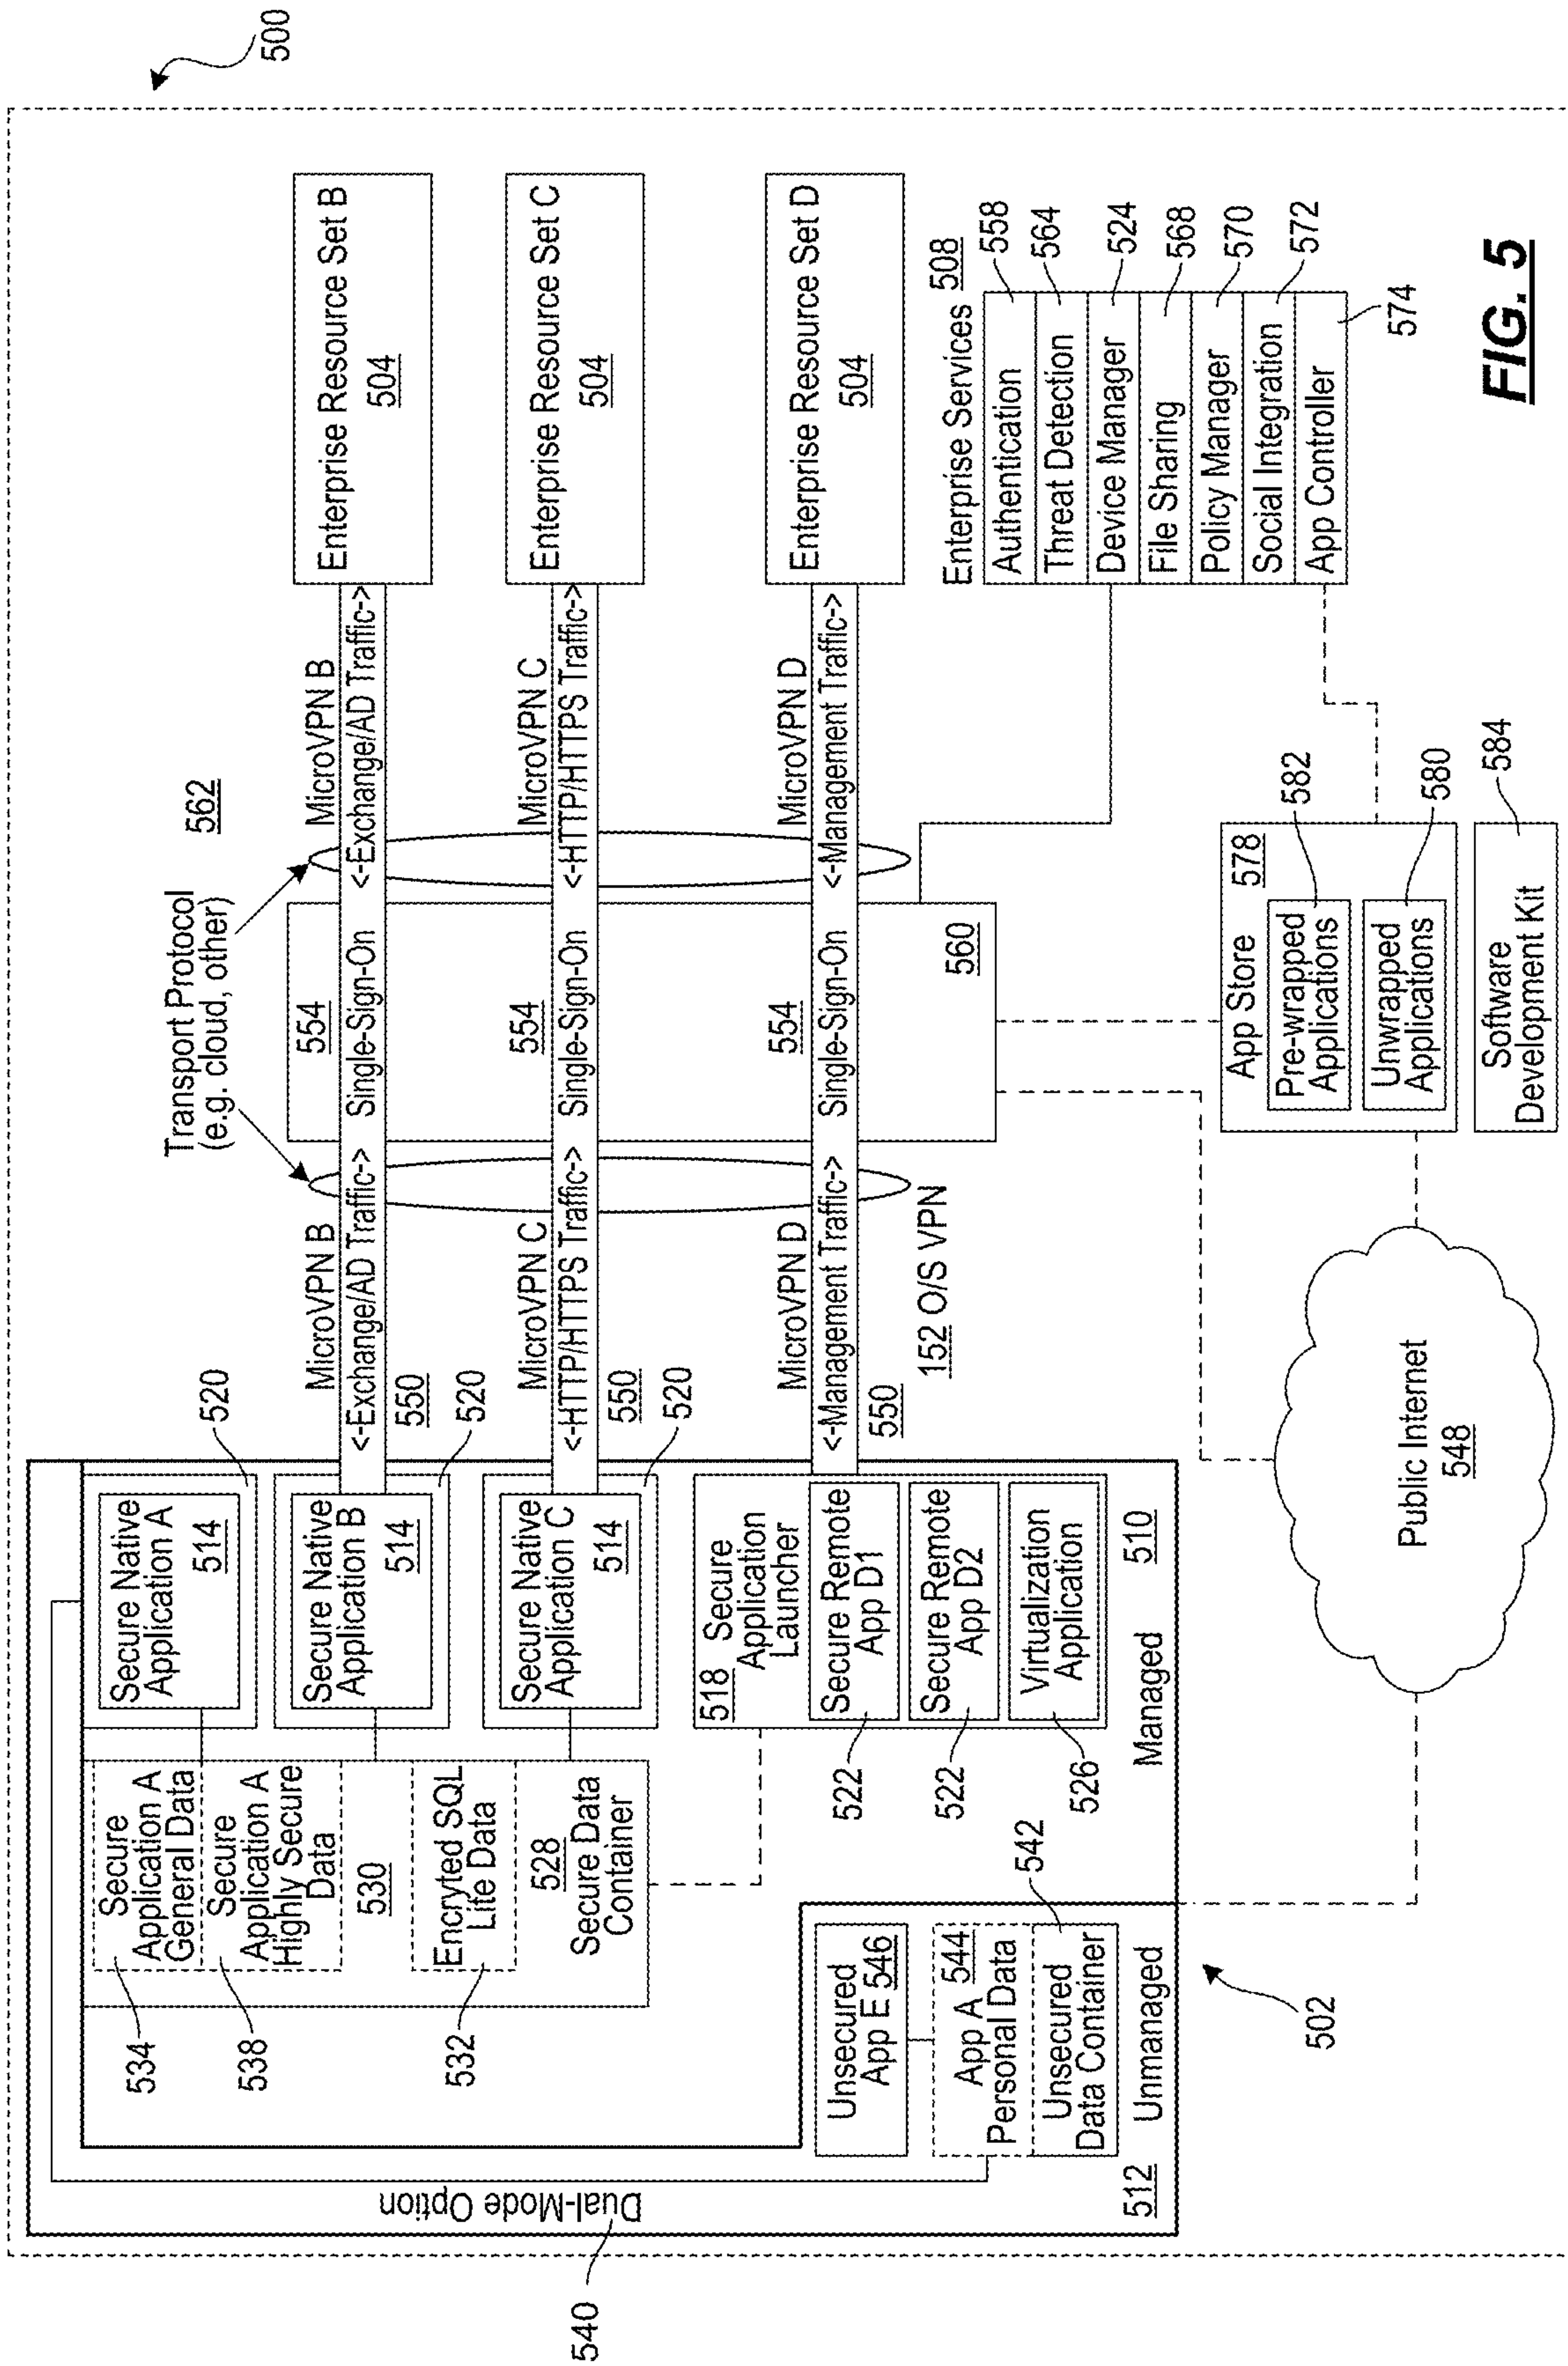 500
Enterprise Resource Set B
504
Enterprise Resource Set C
504
Enterprise Resource Set D
504
Enterprise Services 508
Authentication
558
Threat Detection
564
Device Manager
524
File Sharing
568
Policy Manager
570
Social Integration
572
App Controller
574
562
Transport Protocol
(e.g. cloud, other)
MicroVPN B
<-Exchange/AD Traffic->
MicroVPN C
<-HTTP/HTTPS Traffic->
MicroVPN D
<-Management Traffic->
554
Single-Sign-On
554
Single-Sign-On
554
Single-Sign-On
560
MicroVPN B
<-Exchange/AD Traffic->
550
MicroVPN C
<-HTTP/HTTPS Traffic->
550
MicroVPN D
<-Management Traffic->
550
152 O/S VPN
App Store
578
Pre-wrapped
Applications
582
Unwrapped
Applications
580
Software
Development Kit
584
Public Internet
548
520
Secure Native
Application A
514
520
Secure Native
Application B
514
520
Secure Native
Application C
514
518 Secure
Application
Launcher
Secure Remote
App D1
522
Secure Remote
App D2
522
Virtualization
Application
526
Managed
510
Secure
Application A
General Data
534
Secure
Application A
Highly Secure
Data
538
530
Encryted SQL
Lite Data
532
528
Secure Data
Container
Unsecured
App E 546
544
App A
Personal Data
Unsecured
Data Container
542
512
Unmanaged
502
Dual-Mode Option
540
FIG. 5